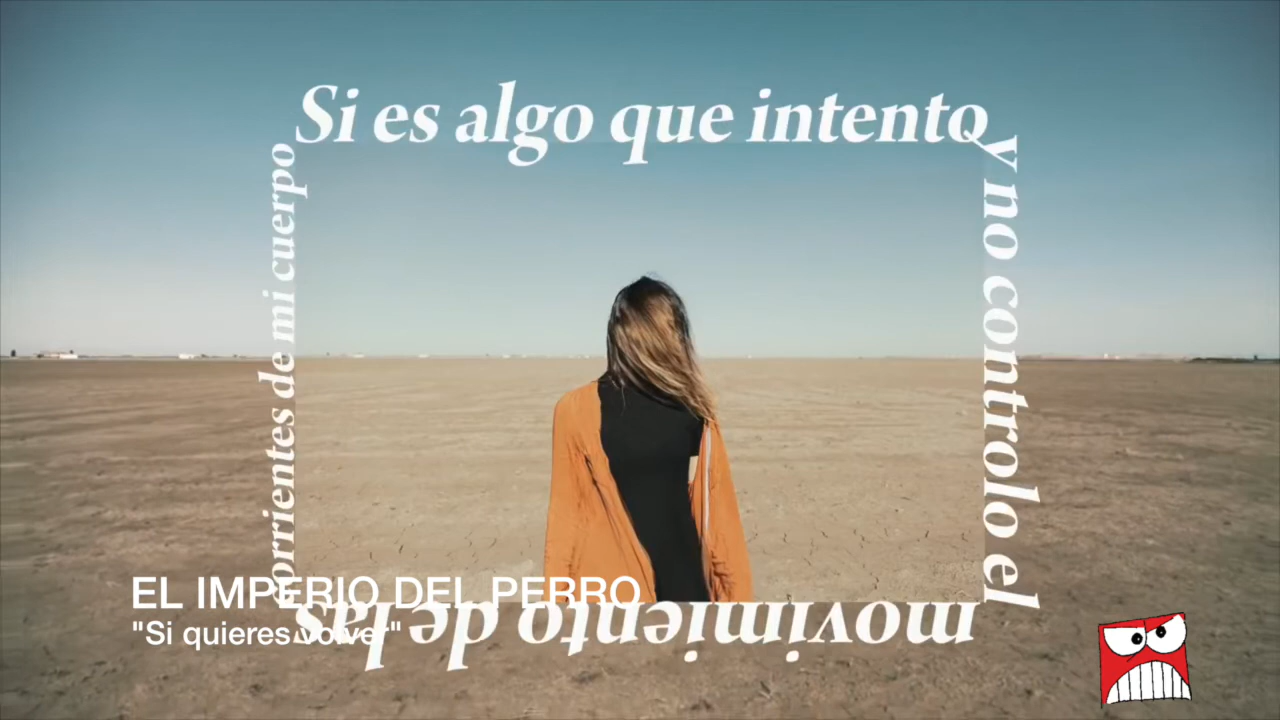 Si es algo que intento
y no controlo el
movimiento de las
corrientes de mi cuerpo
EL IMPERIO DEL PERRO
"Si quieres volver"